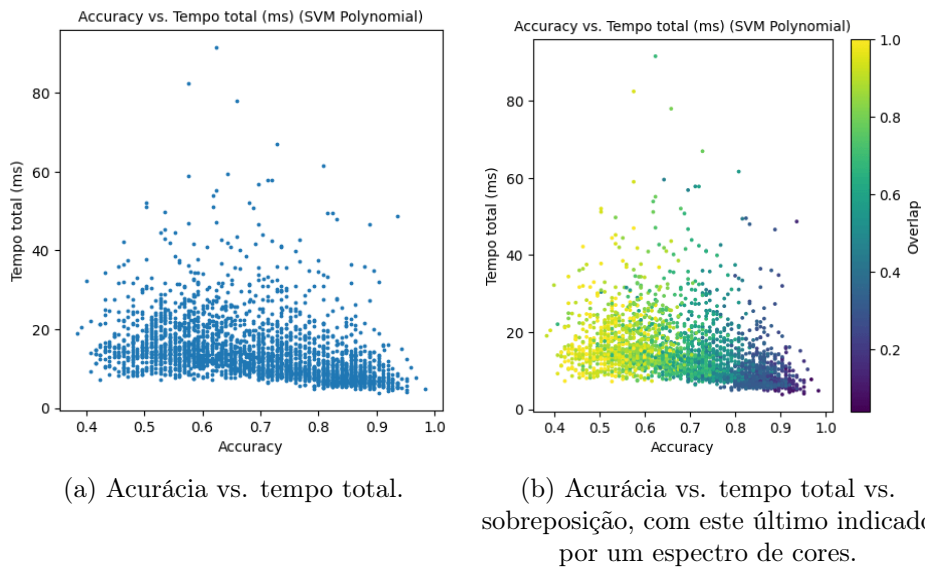 Accuracy vs. Tempo total (ms) (SVM Polynomial)
80
60
40
20
0
Tempo total (ms)
0.4 0.5 0.6 0.7 0.8 0.9 1.0
Accuracy
(a) Acurácia vs. tempo total.
Accuracy vs. Tempo total (ms) (SVM Polynomial)
80
60
40
20
0
Tempo total (ms)
0.4 0.5 0.6 0.7 0.8 0.9 1.0
Accuracy
1.0
0.8
0.6
0.4
0.2
Overlap
(b) Acurácia vs. tempo total vs.
sobreposição, com este último indicado
por um espectro de cores.